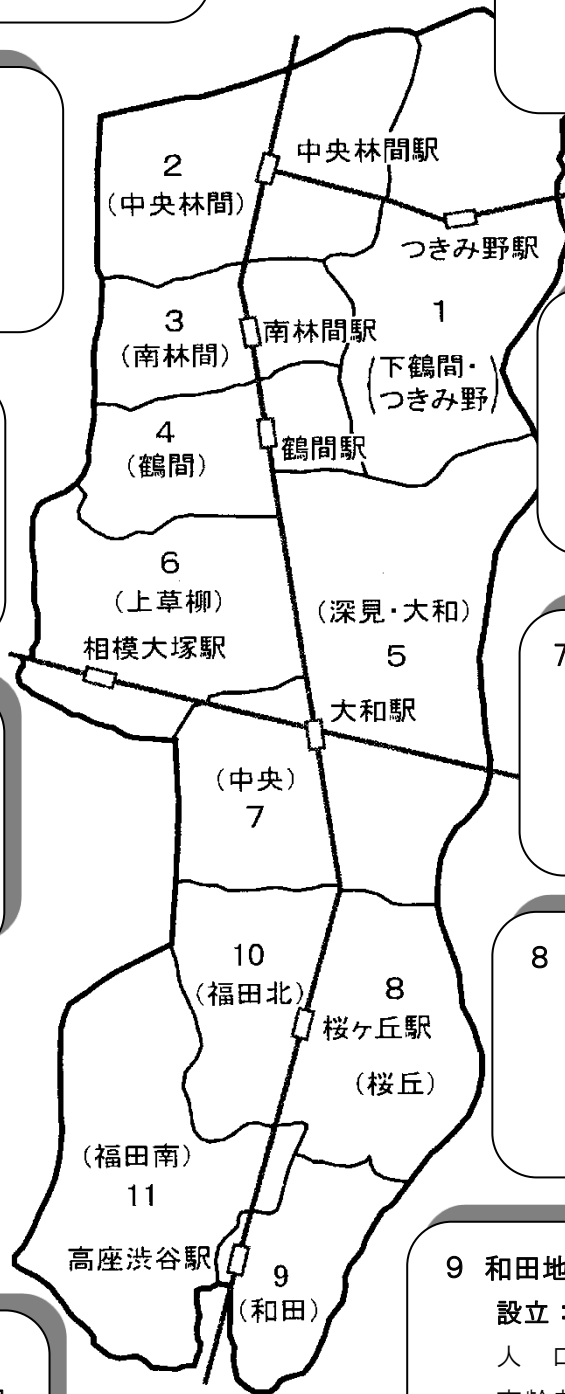 中央林間駅
2
(中央林間)
つきみ野駅
1
(下鶴間・
つきみ野)
3
(南林間)
南林間駅
4
(鶴間)
鶴間駅
6
(上草柳)
(深見・大和)
5
相模大塚駅
大和駅
(中央)
7
7
10
(福田北)
8
桜ヶ丘駅
(桜丘)
8
(福田南)
11
高座渋谷駅
9
(和田)
9 和田地
設立:
人 口